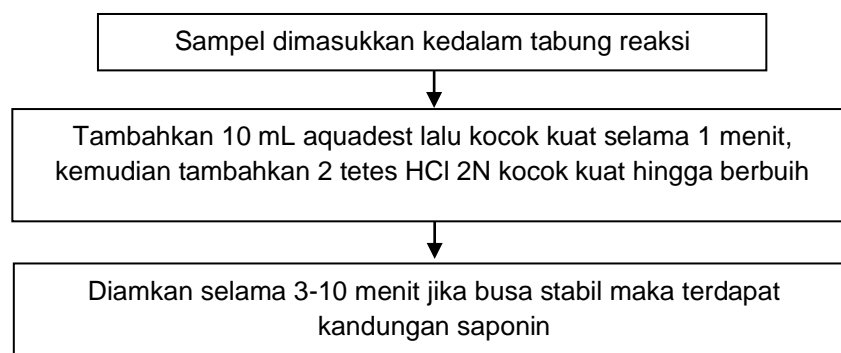 Sampel dimasukkan kedalam tabung reaksi
Tambahkan 10 mL aquadest lalu kocok kuat selama 1 menit,
kemudian tambahkan 2 tetes HCl 2N kocok kuat hingga berbuih
Diamkan selama 3-10 menit jika busa stabil maka terdapat
kandungan saponin